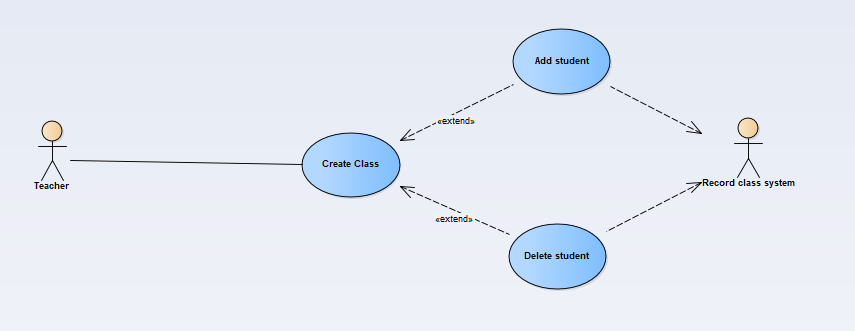 Add student
«extend»
Create Class
Teacher
Record class system
«extend»
Delete student